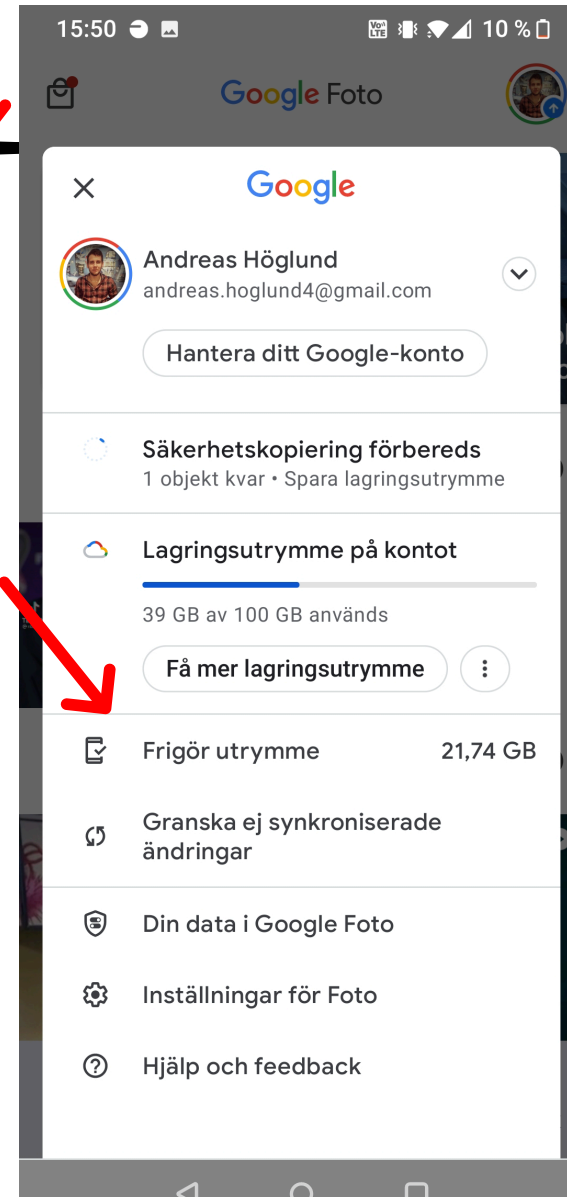 15:50
Vo))
LTE
10 %
Google Foto
Google
Andreas Höglund
andreas.hoglund4@gmail.com
Hantera ditt Google-konto
Säkerhetskopiering förbereds
1 objekt kvar • Spara lagringsutrymme
Lagringsutrymme på kontot
39 GB av 100 GB används
Få mer lagringsutrymme
Frigör utrymme 21,74 GB
Granska ej synkroniserade
ändringar
Din data i Google Foto
Inställningar för Foto
Hjälp och feedback